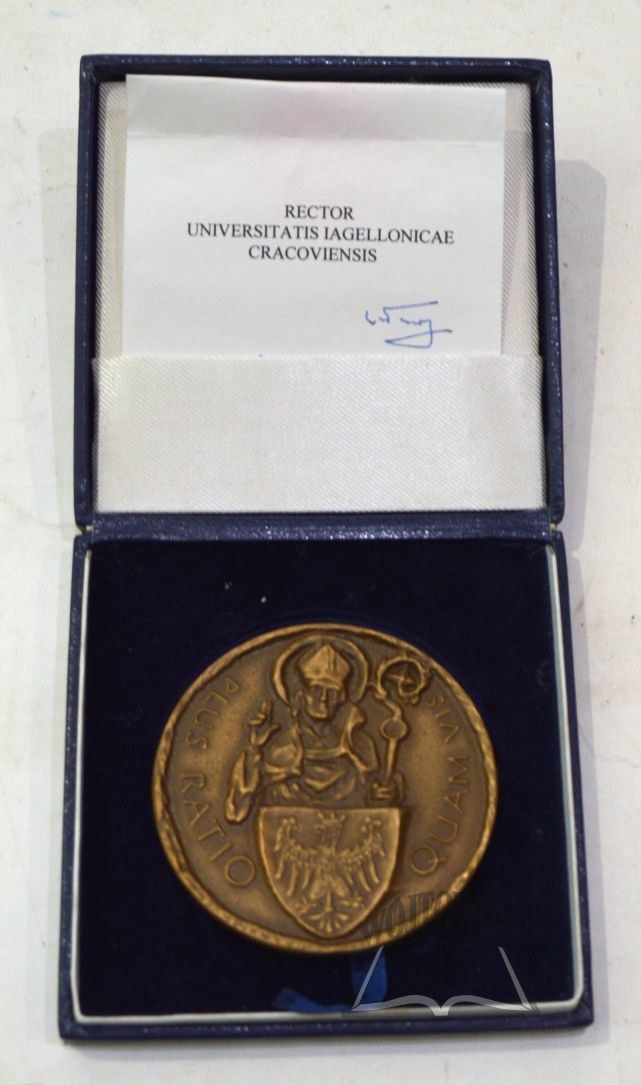 RECTOR
UNIVERSITATIS IAGELLONICAE
CRACOVIENSIS
PLUS RATIO
QUAM VIS